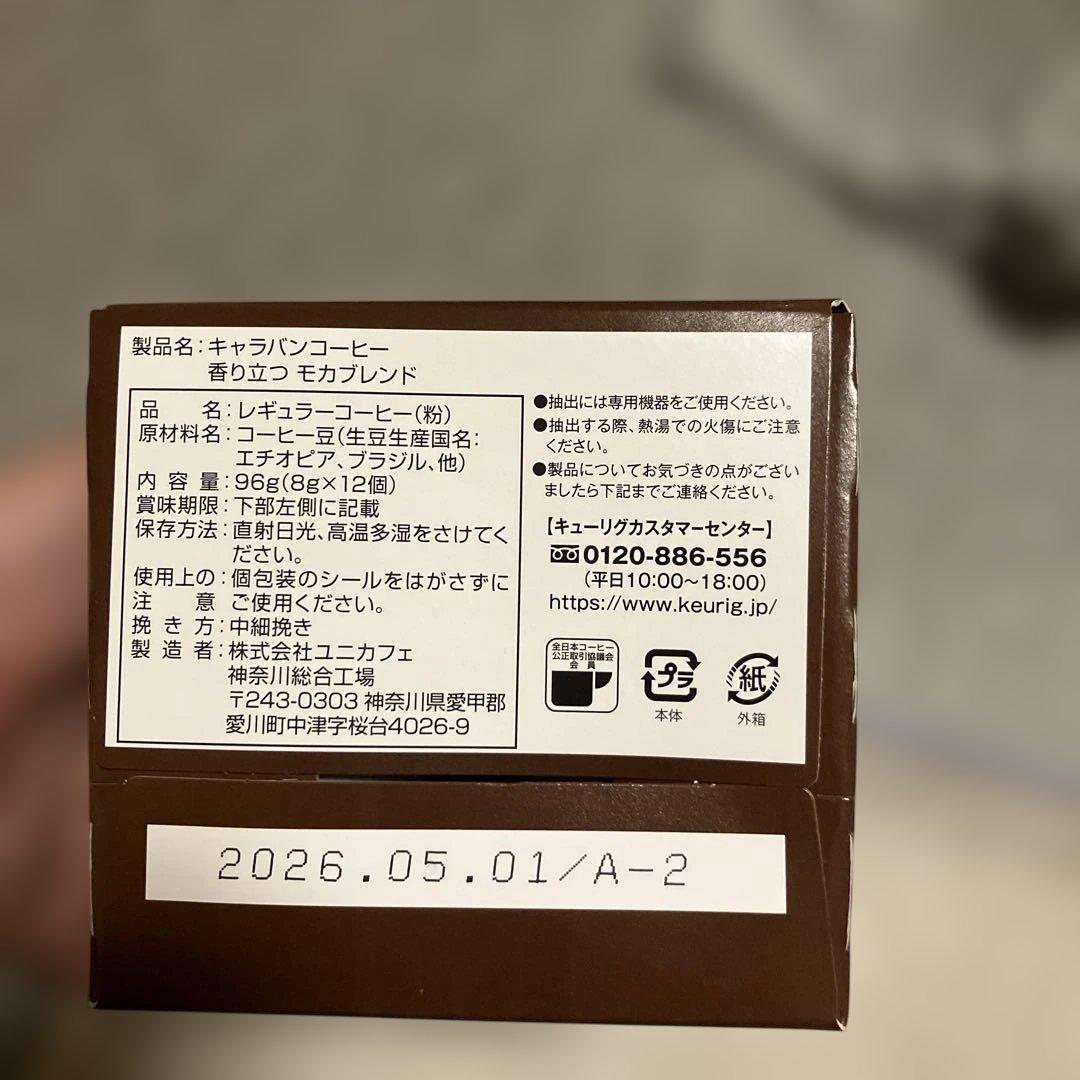 製品名：キャラバンコーヒー
香り立つ モカブレンド
品名：レギュラーコーヒー（粉）
原材料名：コーヒー豆（生豆生産国名：
エチオピア、ブラジル、他）
内容量：96g（8g×12個）
賞味期限：下部左側に記載
保存方法：直射日光、高温多湿をさけてく
ださい。
使用上の：個包装のシールをはがさずに
注意 ご使用ください。
挽き方：中細挽き
製造者：株式会社ユニカフェ
神奈川総合工場
〒243-0303 神奈川県愛甲郡
愛川町中津字桜台4026-9
●抽出には専用機器をご使用ください。
●抽出する際、熱湯での火傷にご注意
ください。
●製品についてお気づきの点がござい
ましたら下記までご連絡ください。
【キューリグカスタマーセンター】
0120-886-556
（平日10:00～18:00）
https://www.keurig.jp/
全日本コーヒー
公正取引協議会
会員
プラ
本体
紙
外箱
2026.05.01/A-2